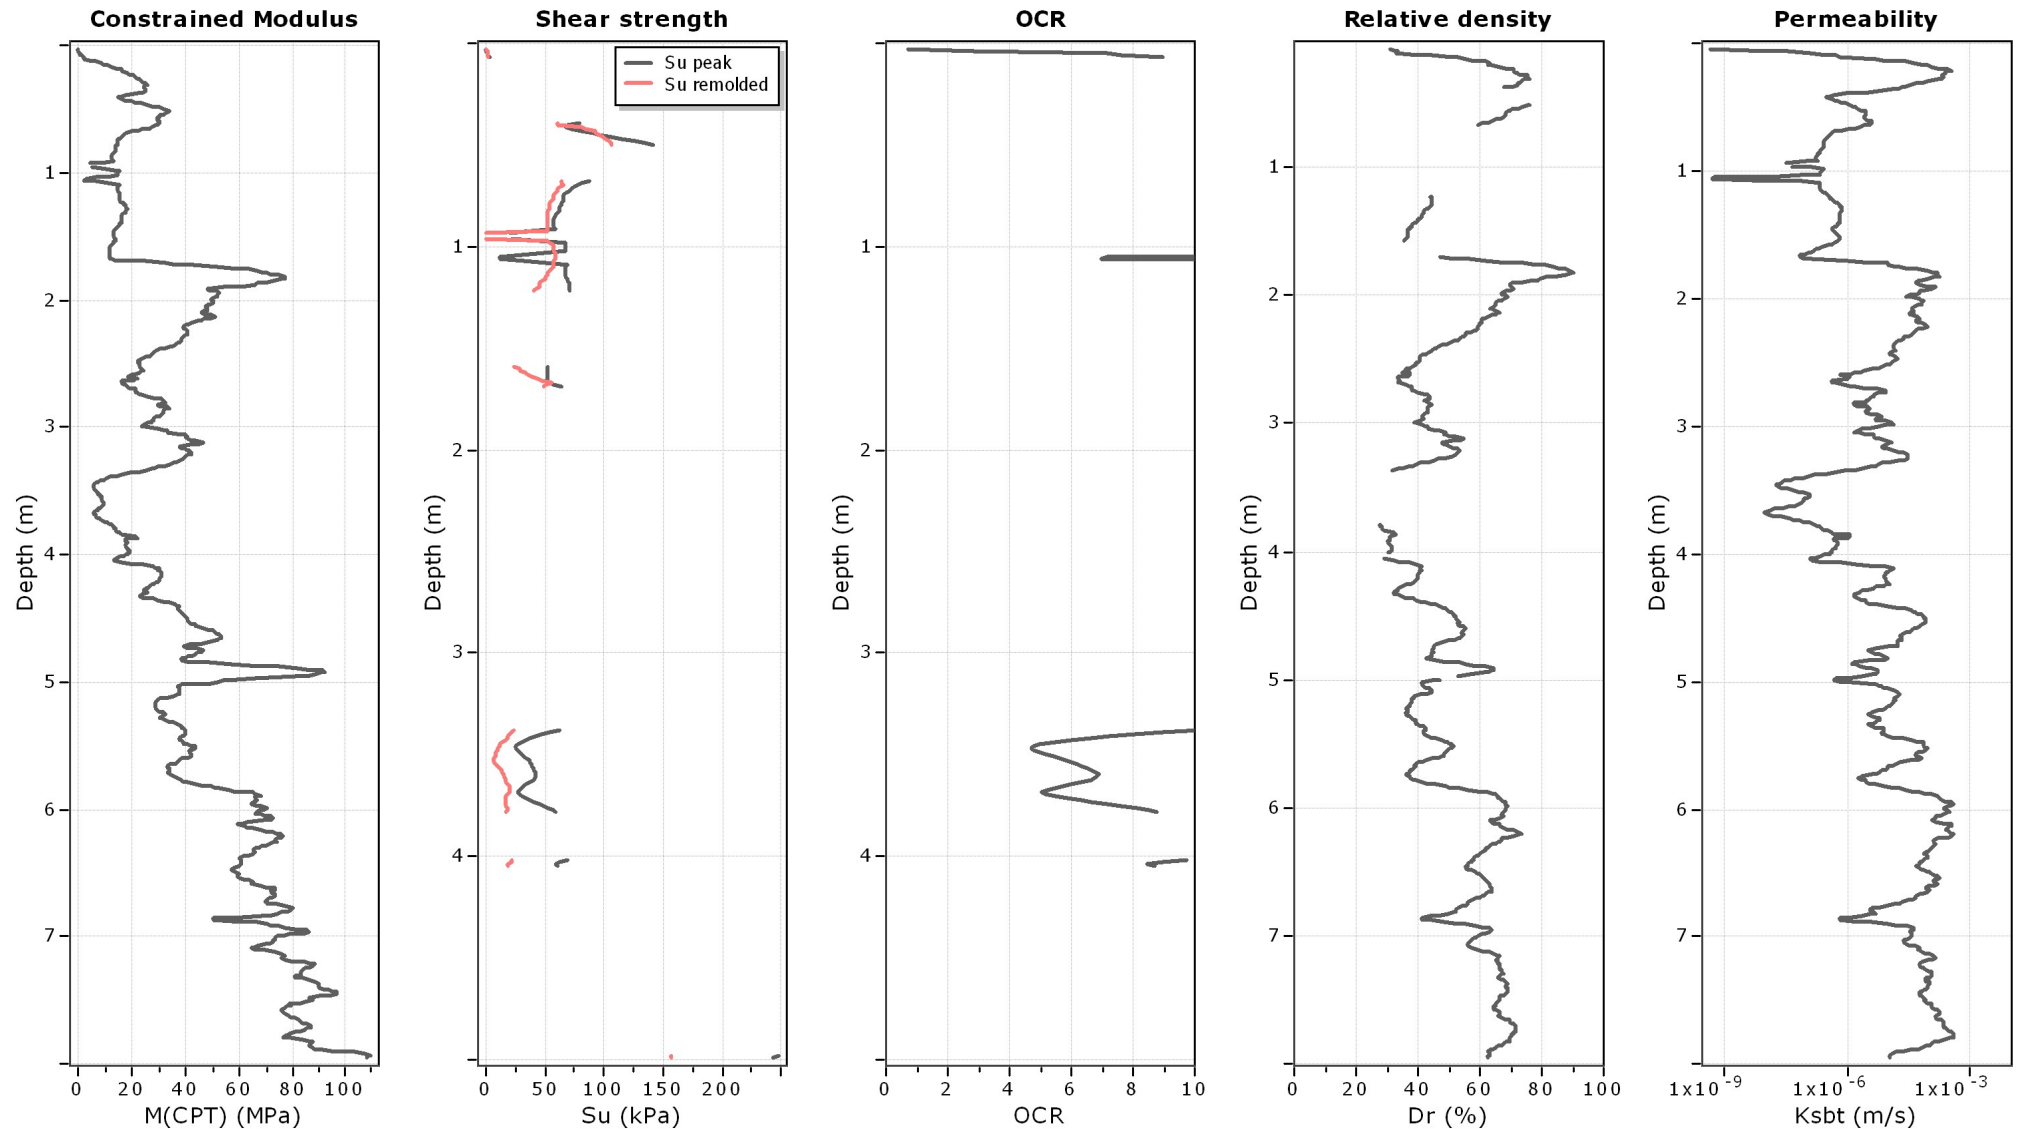 Constrained Modulus
Depth (m)
1
2
3
4
5
6
7
0 20 40 60 80 100
M(CPT) (MPa)
Shear strength
Su peak
Su remolded
Depth (m)
1
2
3
4
0 50 100 150 200
Su (kPa)
OCR
Depth (m)
1
2
3
4
0 2 4 6 8 10
OCR
Relative density
Depth (m)
1
2
3
4
5
6
7
0 20 40 60 80 100
Dr (%)
Permeability
Depth (m)
1
2
3
4
5
6
7
1x10-9 1x10-6 1x10-3
Ksbt (m/s)